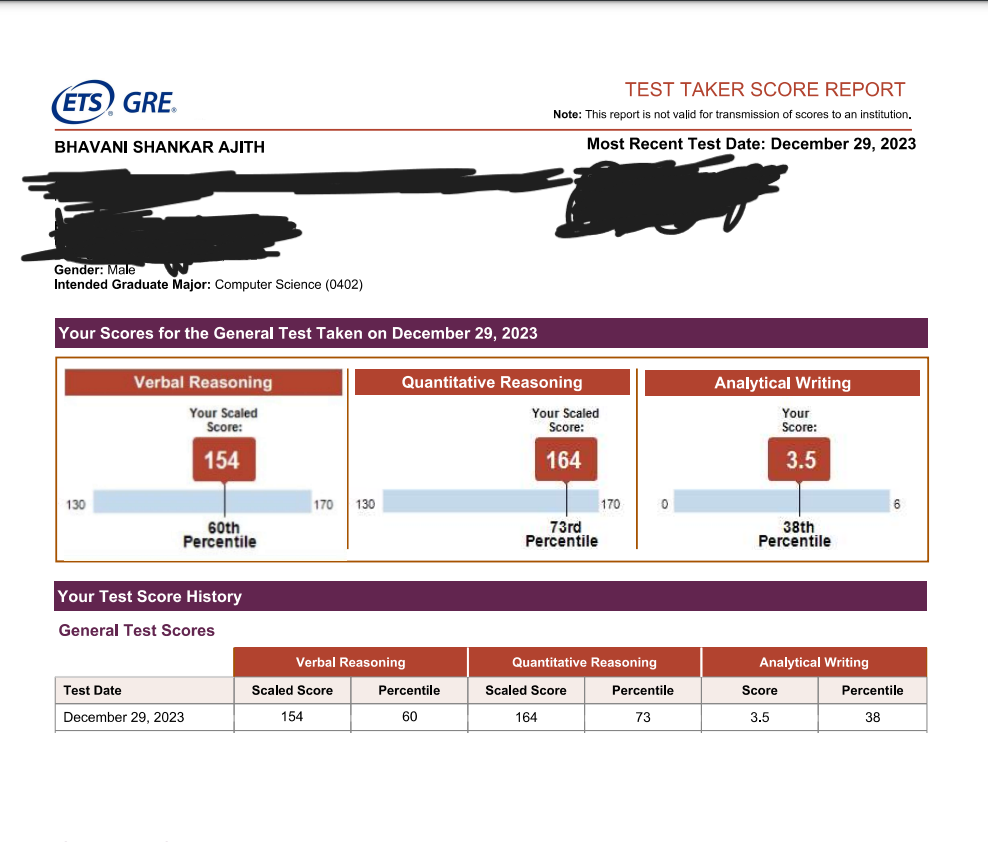 ETS® GRE®
TEST TAKER SCORE REPORT
Note: This report is not valid for transmission of scores to an institution.
BHAVANI SHANKAR AJITH
Most Recent Test Date: December 29, 2023
Gender: Male
Intended Graduate Major: Computer Science (0402)
Your Scores for the General Test Taken on December 29, 2023
Verbal Reasoning
Your Scaled
Score:
154
130 170
60th
Percentile
Quantitative Reasoning
Your Scaled
Score:
164
130 170
73rd
Percentile
Analytical Writing
Your
Score:
3.5
0 6
38th
Percentile
Your Test Score History
General Test Scores
Verbal Reasoning Quantitative Reasoning Analytical Writing
Test Date Scaled Score Percentile Scaled Score Percentile Score Percentile
December 29, 2023 154 60 164 73 3.5 38